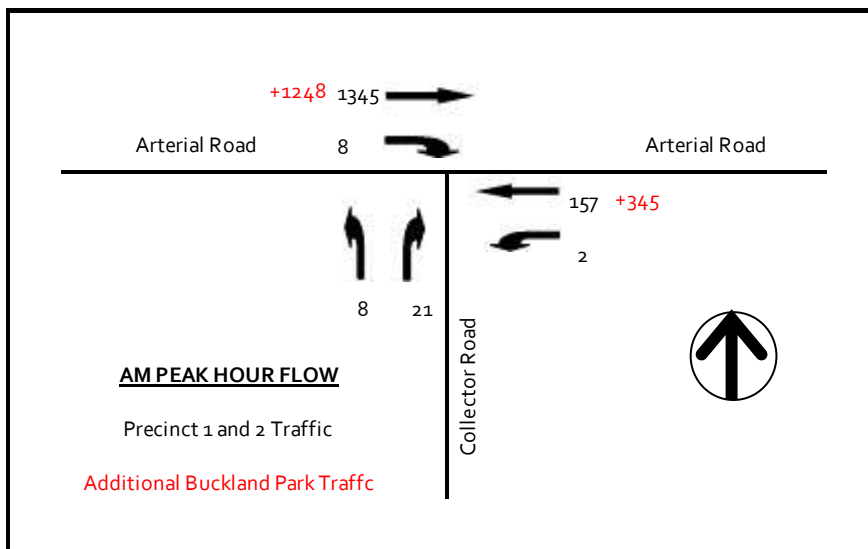 +1248 1345
Arterial Road 8 Arterial Road
157 +345
2
8 21
Collector Road
AM PEAK HOUR FLOW
Precinct 1 and 2 Traffic
Additional Buckland Park Traffc